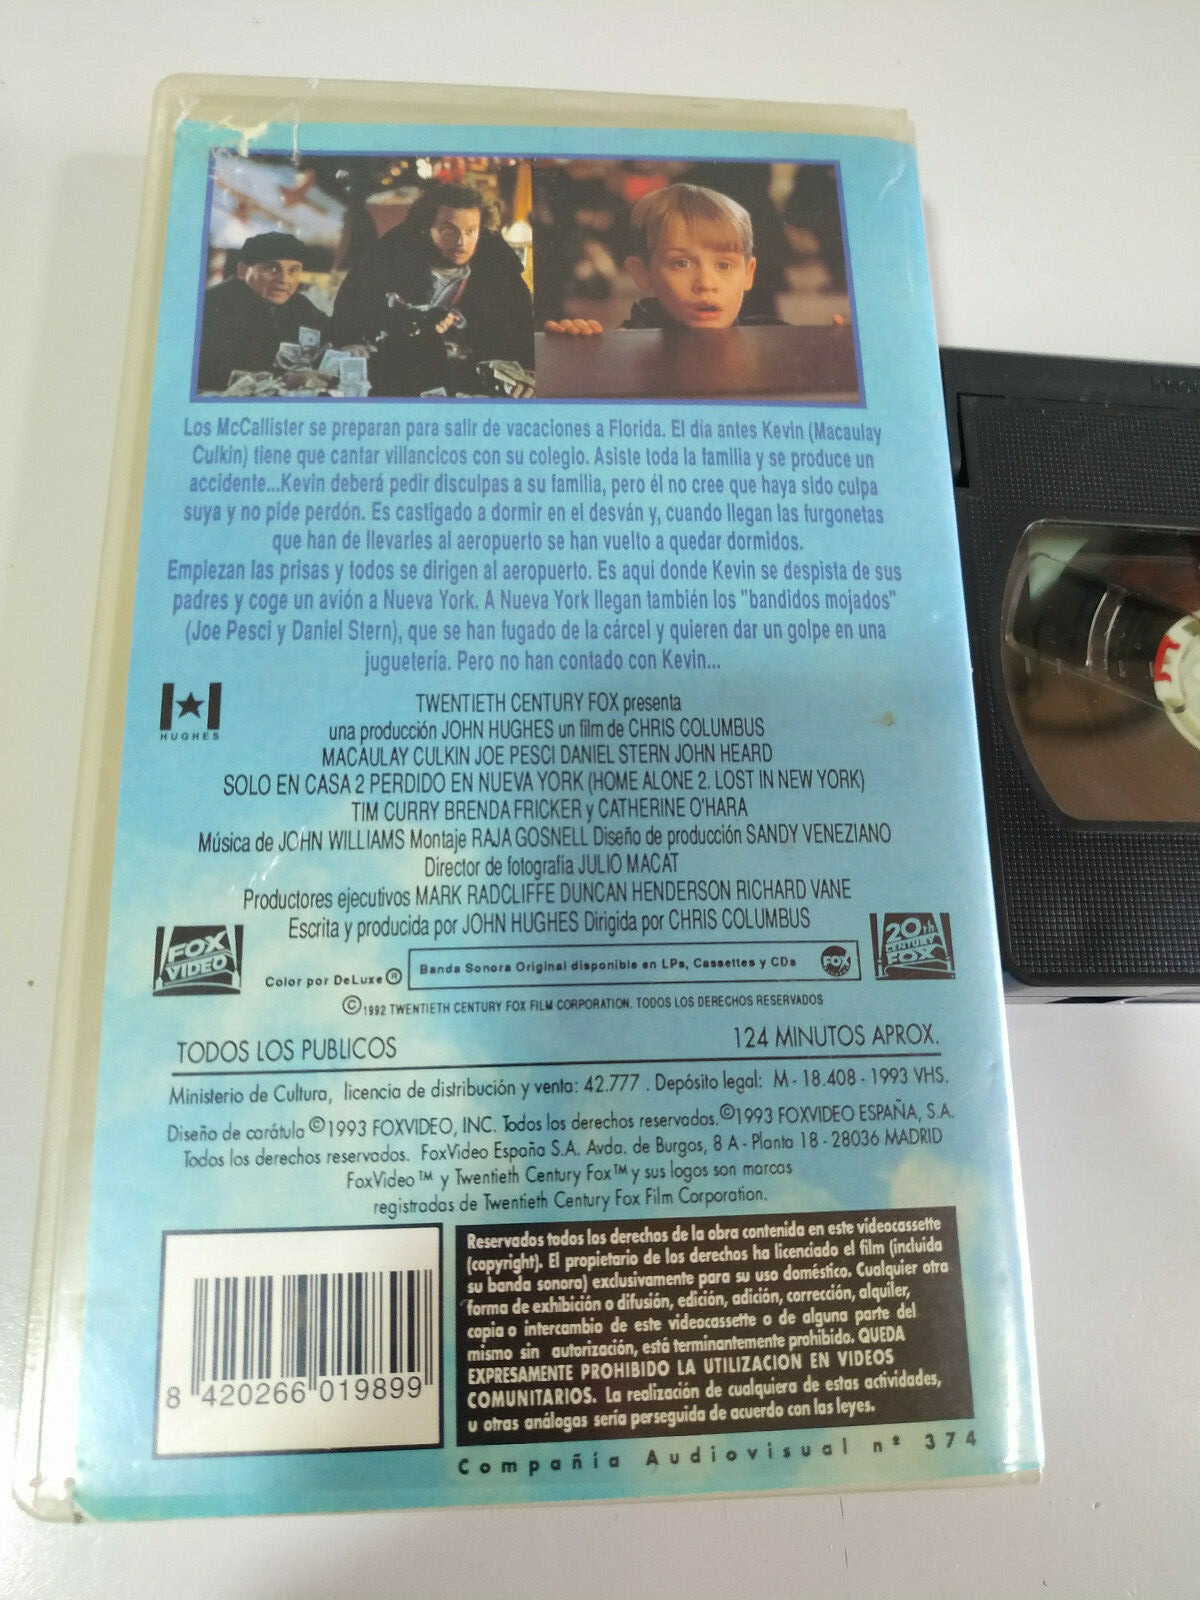 Los McCallister se preparan para salir de vacaciones a Florida. El dia antes Kevin (Macaulay
Culkin) tiene que cantar villancicos con su colegio. Asiste toda la familia y se produce un
accidente...Kevin deberá pedir disculpas a su familia, pero él no cree que haya sido culpa
suya y no pide perdón. Es castigado a dormir en el desván y, cuando llegan las furgonetas
que han de llevarles al aeropuerto se han vuelto a quedar dormidos.
Empiezan las prisas y todos se dirigen al aeropuerto. Es aquí donde Kevin se despista de sus
padres y coge un avión a Nueva York. A Nueva York llegan también los "bandidos mojados"
(Joe Pesci y Daniel Stern), que se han fugado de la cárcel y quieren dar un golpe en una
juguetería. Pero no han contado con Kevin...
HUGHES
TWENTIETH CENTURY FOX presenta
una producción JOHN HUGHES un film de CHRIS COLUMBUS
MACAULAY CULKIN JOE PESCI DANIEL STERN JOHN HEARD
SOLO EN CASA 2 PERDIDO EN NUEVA YORK (HOME ALONE 2. LOST IN NEW YORK)
TIM CURRY BRENDA FRICKER y CATHERINE O'HARA
Música de JOHN WILLIAMS Montaje RAJA GOSNELL Diseño de producción SANDY VENEZIANO
Director de fotografía JULIO MACAT
Productores ejecutivos MARK RADCLIFFE DUNCAN HENDERSON RICHARD VANE
Escrita y producida por JOHN HUGHES Dirigida por CHRIS COLUMBUS
FOX
VIDEO
Color por DeLuxe®
Banda Sonora Original disponible en LPs, Cassettes y CDs
FOX
20th
CENTURY
FOX
©1992 TWENTIETH CENTURY FOX FILM CORPORATION. TODOS LOS DERECHOS RESERVADOS
TODOS LOS PUBLICOS 124 MINUTOS APROX.
Ministerio de Cultura, licencia de distribución y venta: 42.777 . Depósito legal: M - 18.408 - 1993 VHS.
Diseño de carátula ©1993 FOXVIDEO, INC. Todos los derechos reservados.©1993 FOXVIDEO ESPAÑA, S.A.
Todos los derechos reservados. FoxVideo España S.A. Avda. de Burgos, 8 A - Planta 18 - 28036 MADRID
FoxVideo™ y Twentieth Century Fox™ y sus logos son marcas
registradas de Twentieth Century Fox Film Corporation.
8 420266 019899
Reservados todos los derechos de la obra contenida en este videocassette
(copyright). El propietario de los derechos ha licenciado el film (incluida
su banda sonora) exclusivamente para su uso doméstico. Cualquier otra
forma de exhibición o difusión, edición, adición, corrección, alquiler,
copia o intercambio de este videocassette o de alguna parte del
mismo sin autorización, está terminantemente prohibido. QUEDA
EXPRESAMENTE PROHIBIDO LA UTILIZACION EN VIDEOS
COMUNITARIOS. La realización de cualquiera de estas actividades,
u otras análogas sería perseguida de acuerdo con las leyes.
Compañía Audiovisual nº 374